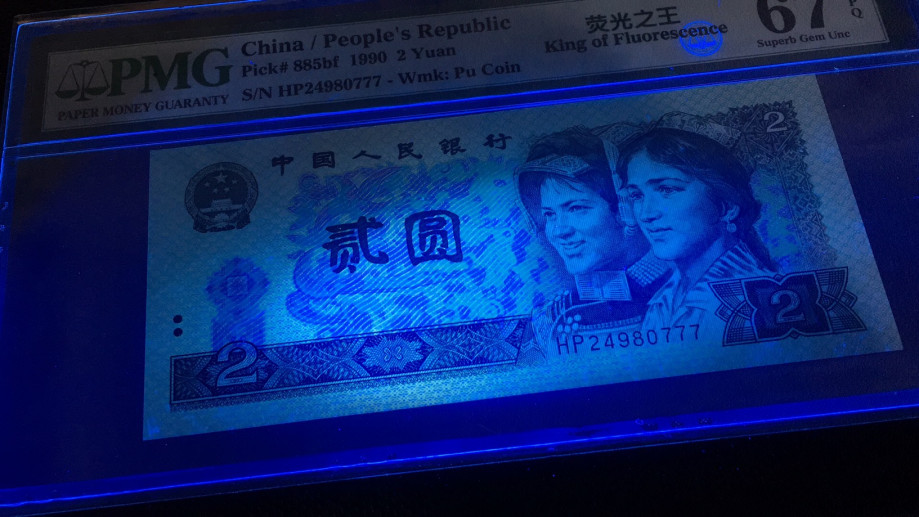 PMG
PAPER MONEY GUARANTY
China / People's Republic
Pick# 885bf 1990 2 Yuan
S/N HP24980777 - Wmk: Pu Coin
荧光之王
King of Fluorescence
67
PQ
Superb Gem Unc
中国人民银行
2
贰圆
2
2
HP24980777